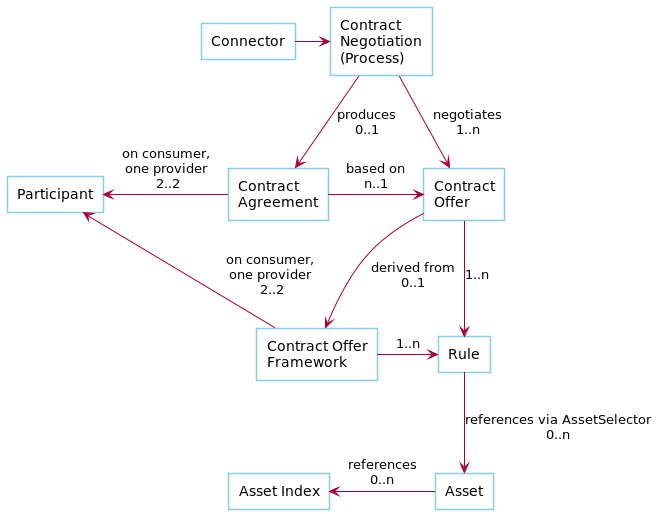 Connector
Contract
Negotiation
(Process)
produces
0..1
negotiates
1..n
on consumer,
one provider
2..2
Participant
Contract
Agreement
based on
n..1
Contract
Offer
on consumer,
one provider
2..2
derived from
0..1
1..n
Contract Offer
Framework
1..n
Rule
references via AssetSelector
0..n
Asset Index
references
0..n
Asset